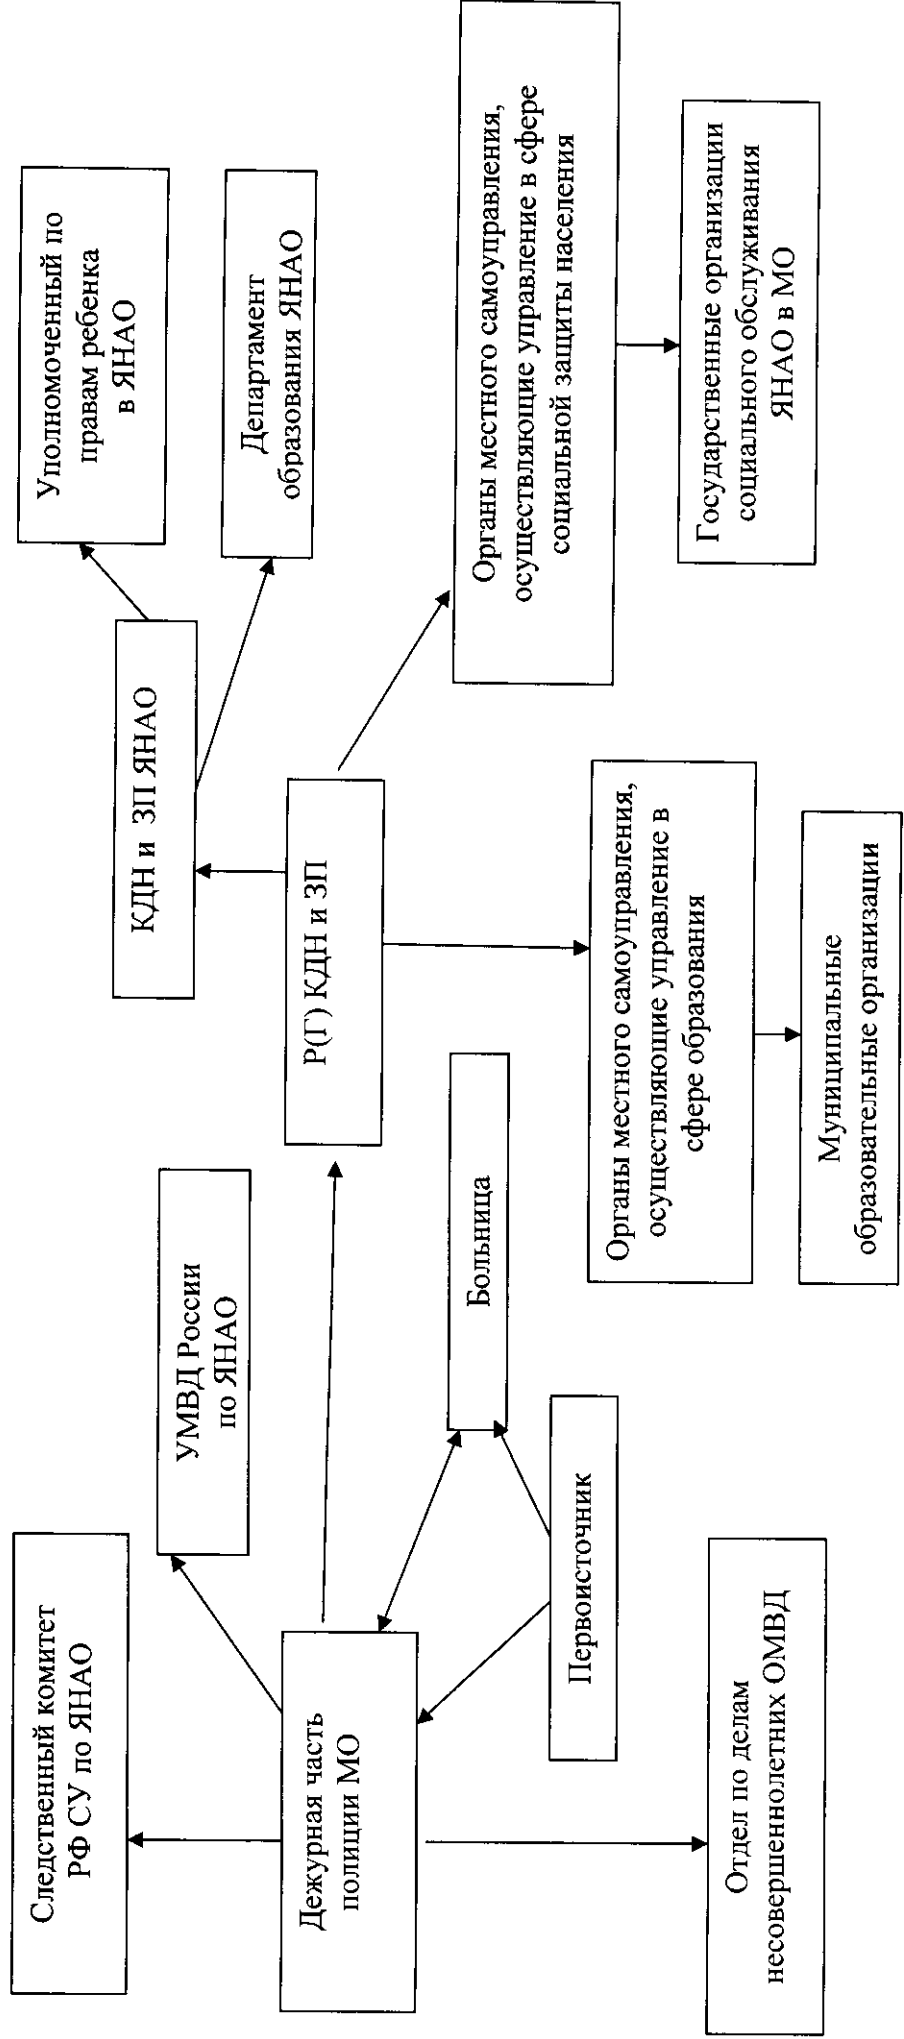 Следственный комитет
РФ СУ по ЯНАО
УМВД России
по ЯНАО
Дежурная часть
полиции МО
Больница
Первоисточник
Отдел по делам
несовершеннолетних ОМВД
КДН и ЗП ЯНАО
Уполномоченный по
правам ребенка
в ЯНАО
Департамент
образования ЯНАО
Р(Г) КДН и ЗП
Органы местного самоуправления,
осуществляющие управление в сфере
социальной защиты населения
Государственные организации
социального обслуживания
ЯНАО в МО
Органы местного самоуправления,
осуществляющие управление в
сфере образования
Муниципальные
образовательные организации